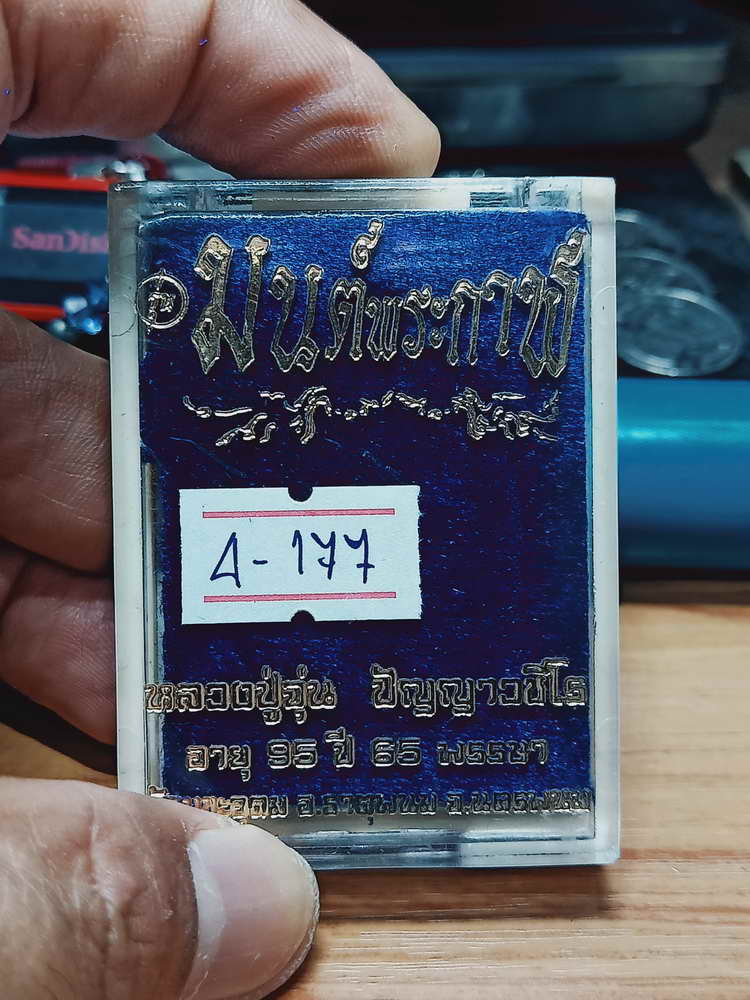 SanDisk
มนต์พระกาฬ
A-177
หลวงปู่จุ่น ปัญญาวชิโร
อายุ 95 ปี 65 พรรษา
อ.ธาตุพนม จ.นครพนม